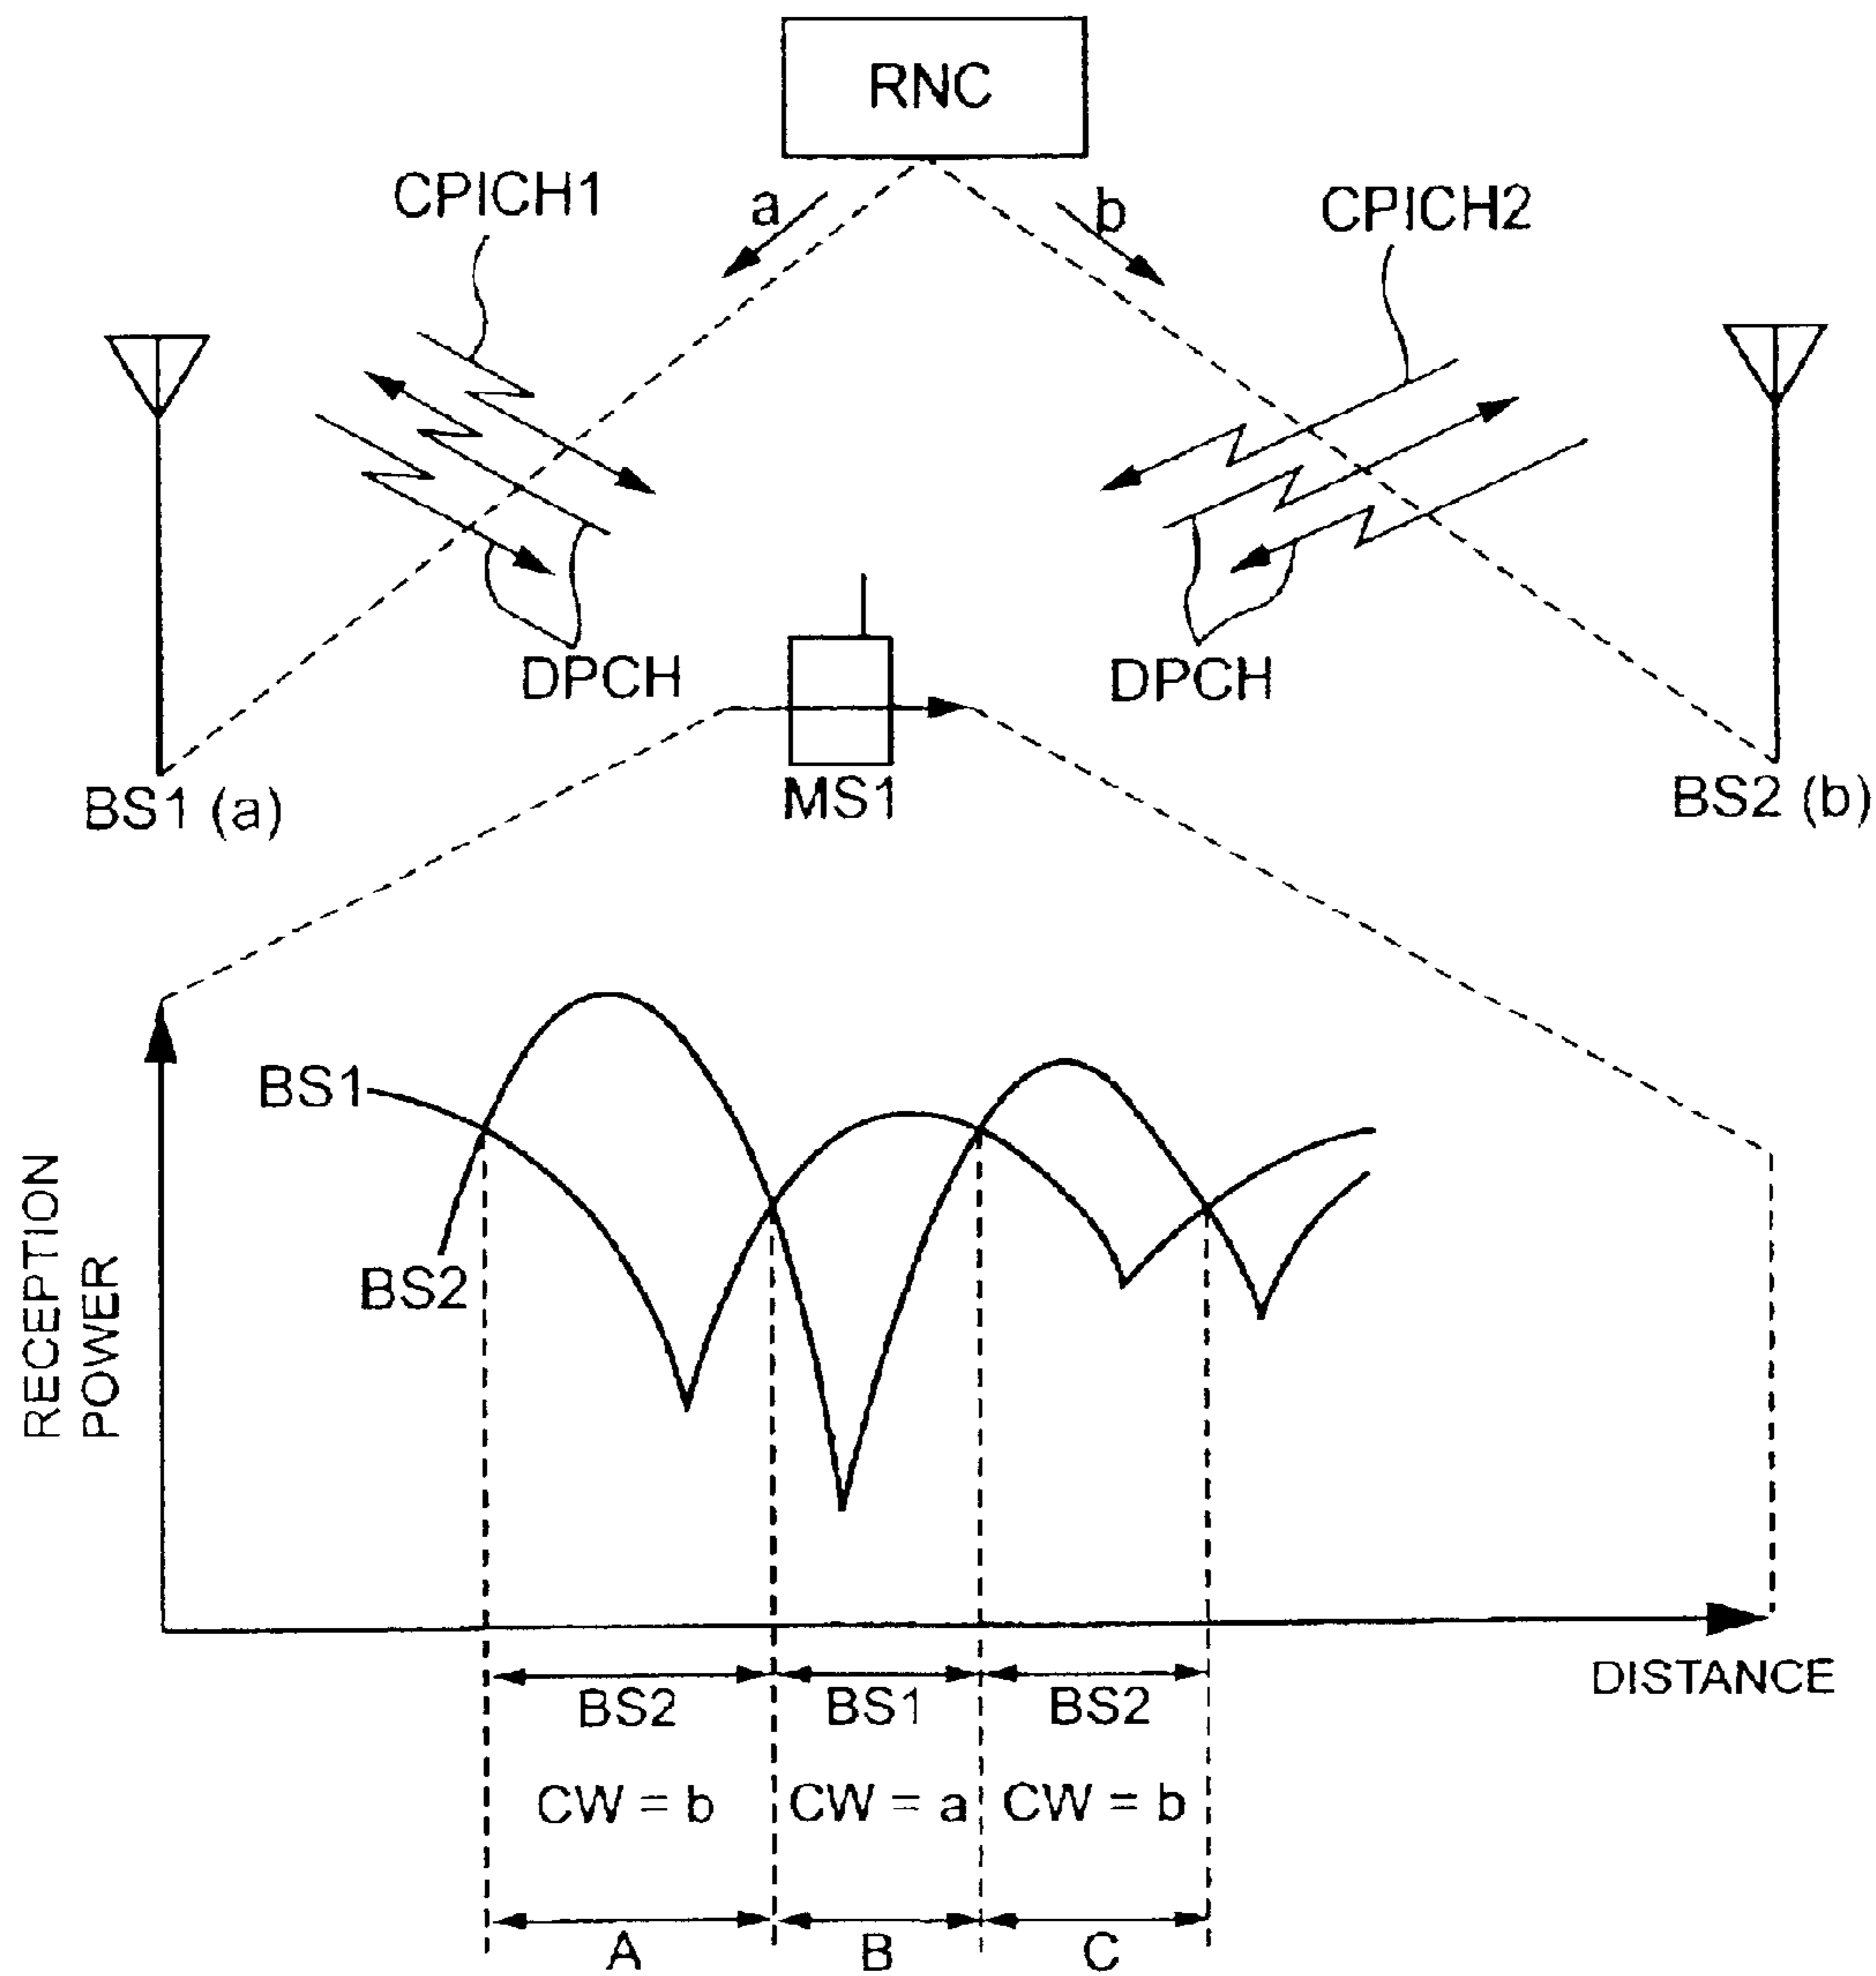 RNC
CPICH1
a
b
CPICH2
DPCH
DPCH
BS1 (a)
MS1
BS2 (b)
BS1
BS2
RECEPTION
POWER
DISTANCE
BS2
BS1
BS2
CW = b
CW = a
CW = b
A
B
C